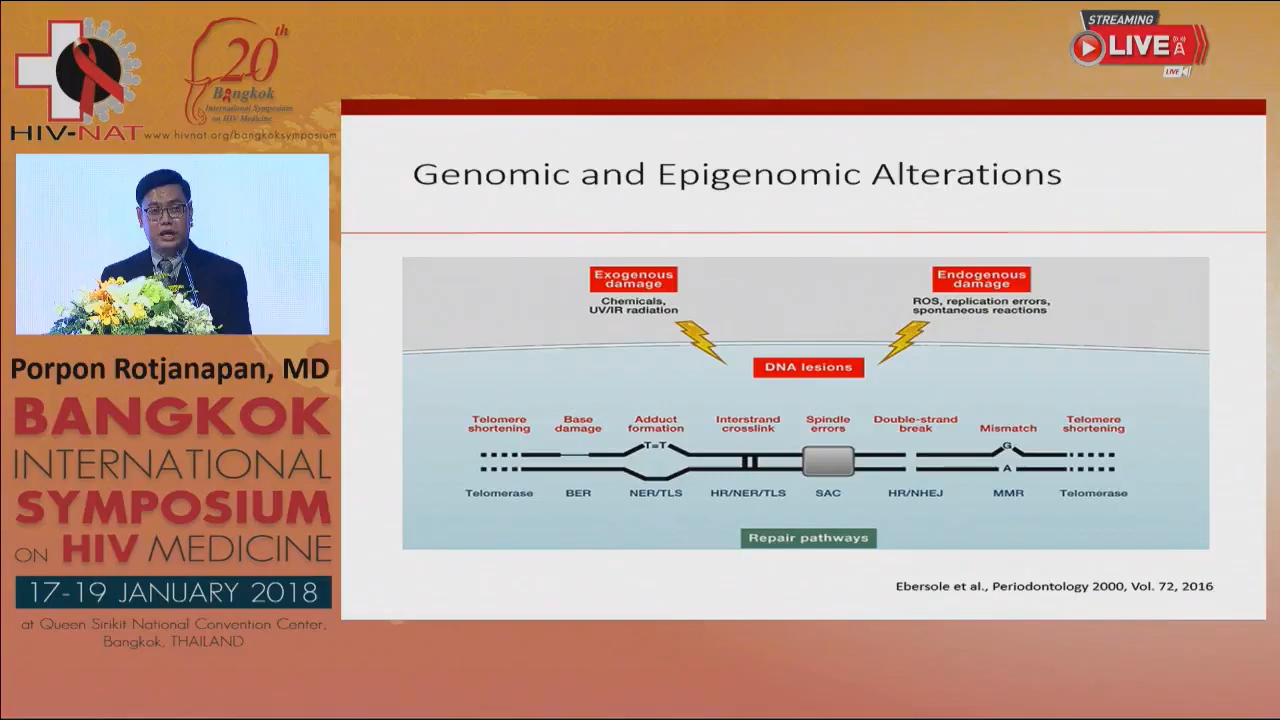 STREAMING
LIVE
LIVE
20th
Bangkok
International Symposium
on HIV Medicine
HIV-NAT
www.hivnat.org/bangkoksymposium
Porpon Rotjanapan, MD
BANGKOK
INTERNATIONAL
SYMPOSIUM
ON HIV MEDICINE
17-19 JANUARY 2018
at Queen Sirikit National Convention Center,
Bangkok, THAILAND
Genomic and Epigenomic Alterations
Exogenous
damage
Chemicals,
UV/IR radiation
Endogenous
damage
ROS, replication errors,
spontaneous reactions
DNA lesions
Telomere
shortening
Base
damage
Adduct
formation
Interstrand
crosslink
Spindle
errors
Double-strand
break
Mismatch
Telomere
shortening
T=T
G
A
Telomerase
BER
NER/TLS
HR/NER/TLS
SAC
HR/NHEJ
MMR
Telomerase
Repair pathways
Ebersole et al., Periodontology 2000, Vol. 72, 2016